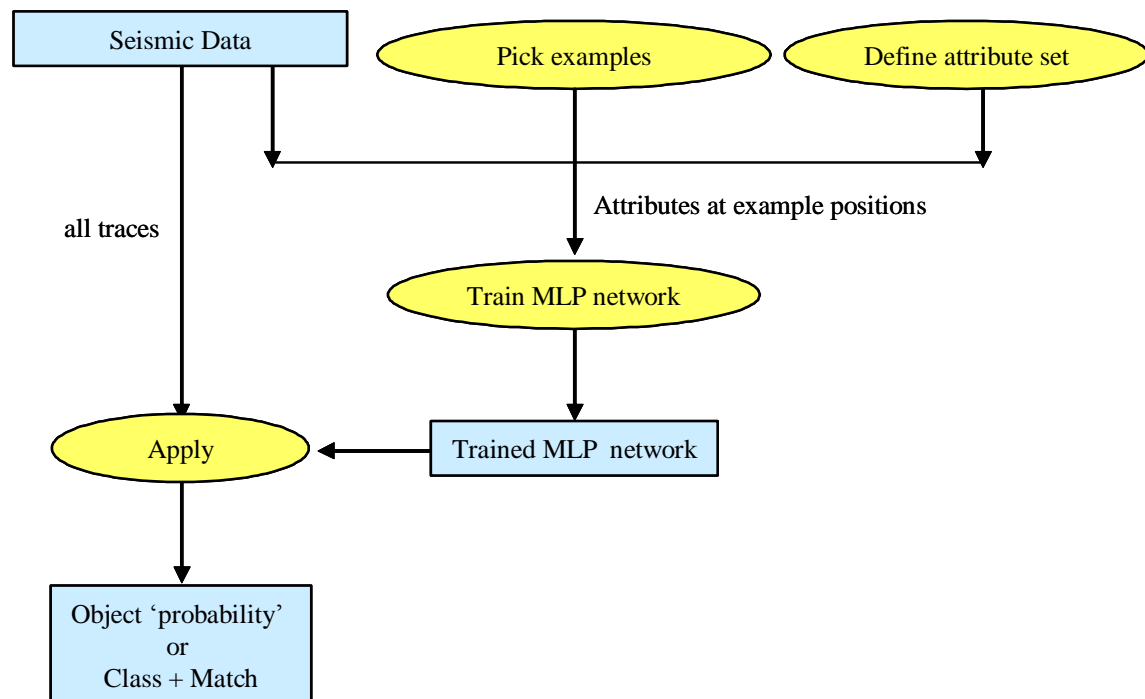 Seismic Data
Pick examples
Define attribute set
all traces
Attributes at example positions
Train MLP network
Apply
Trained MLP network
Object ‘probability’
or
Class + Match